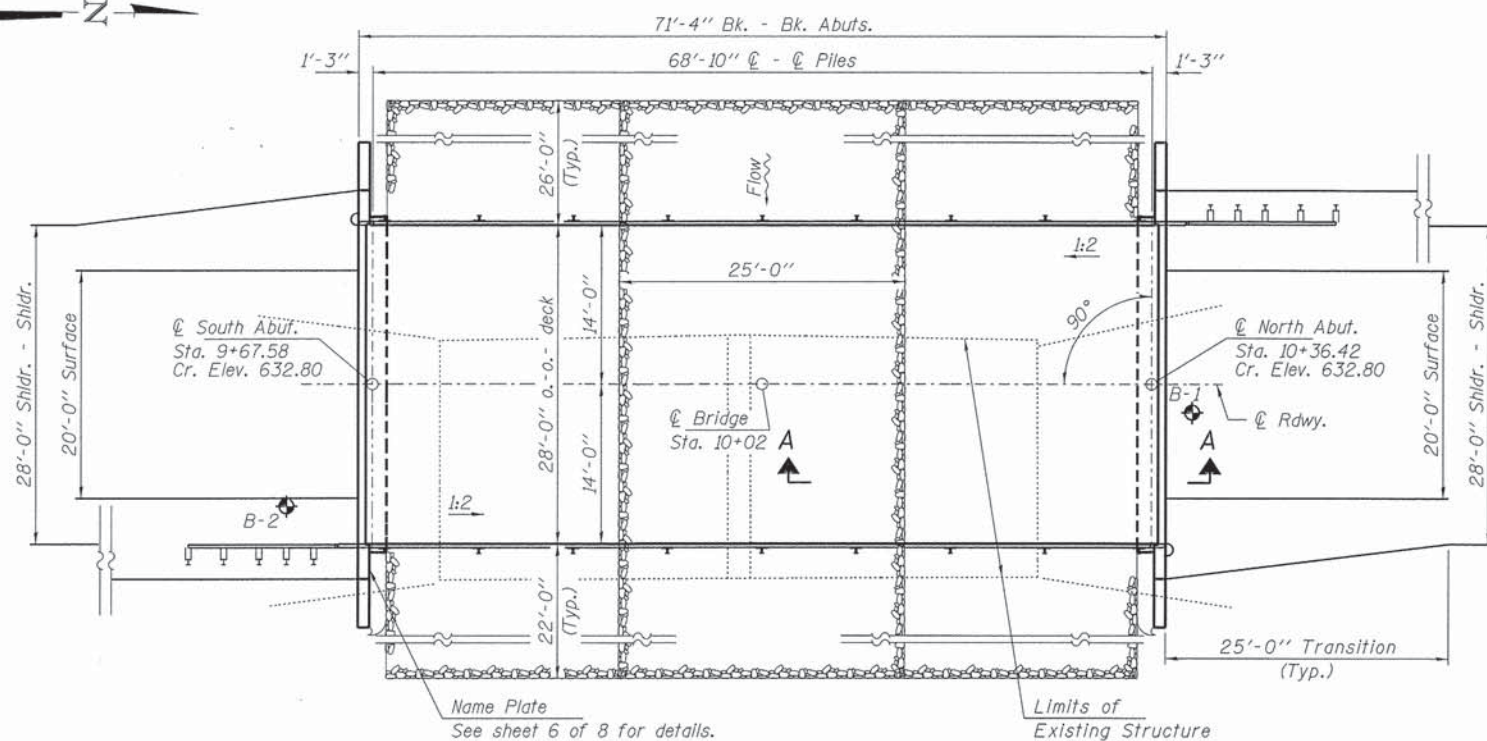 N
71'-4" Bk. - Bk. Abuts.
1'-3"
68'-10" ℄ - ℄ Piles
1'-3"
26'-0"
(Typ.)
Flow
1:2
25'-0"
14'-0"
90°
28'-0" Shldr. - Shldr.
20'-0" Surface
℄ South Abut.
Sta. 9+67.58
Cr. Elev. 632.80
28'-0" o.-o.- deck
℄ North Abut.
Sta. 10+36.42
Cr. Elev. 632.80
20'-0" Surface
28'-0" Shldr. - Shldr.
B-1
℄ Rdwy.
℄ Bridge
Sta. 10+02
A
A
14'-0"
1:2
B-2
22'-0"
(Typ.)
25'-0" Transition
(Typ.)
Name Plate
See sheet 6 of 8 for details.
Limits of
Existing Structure